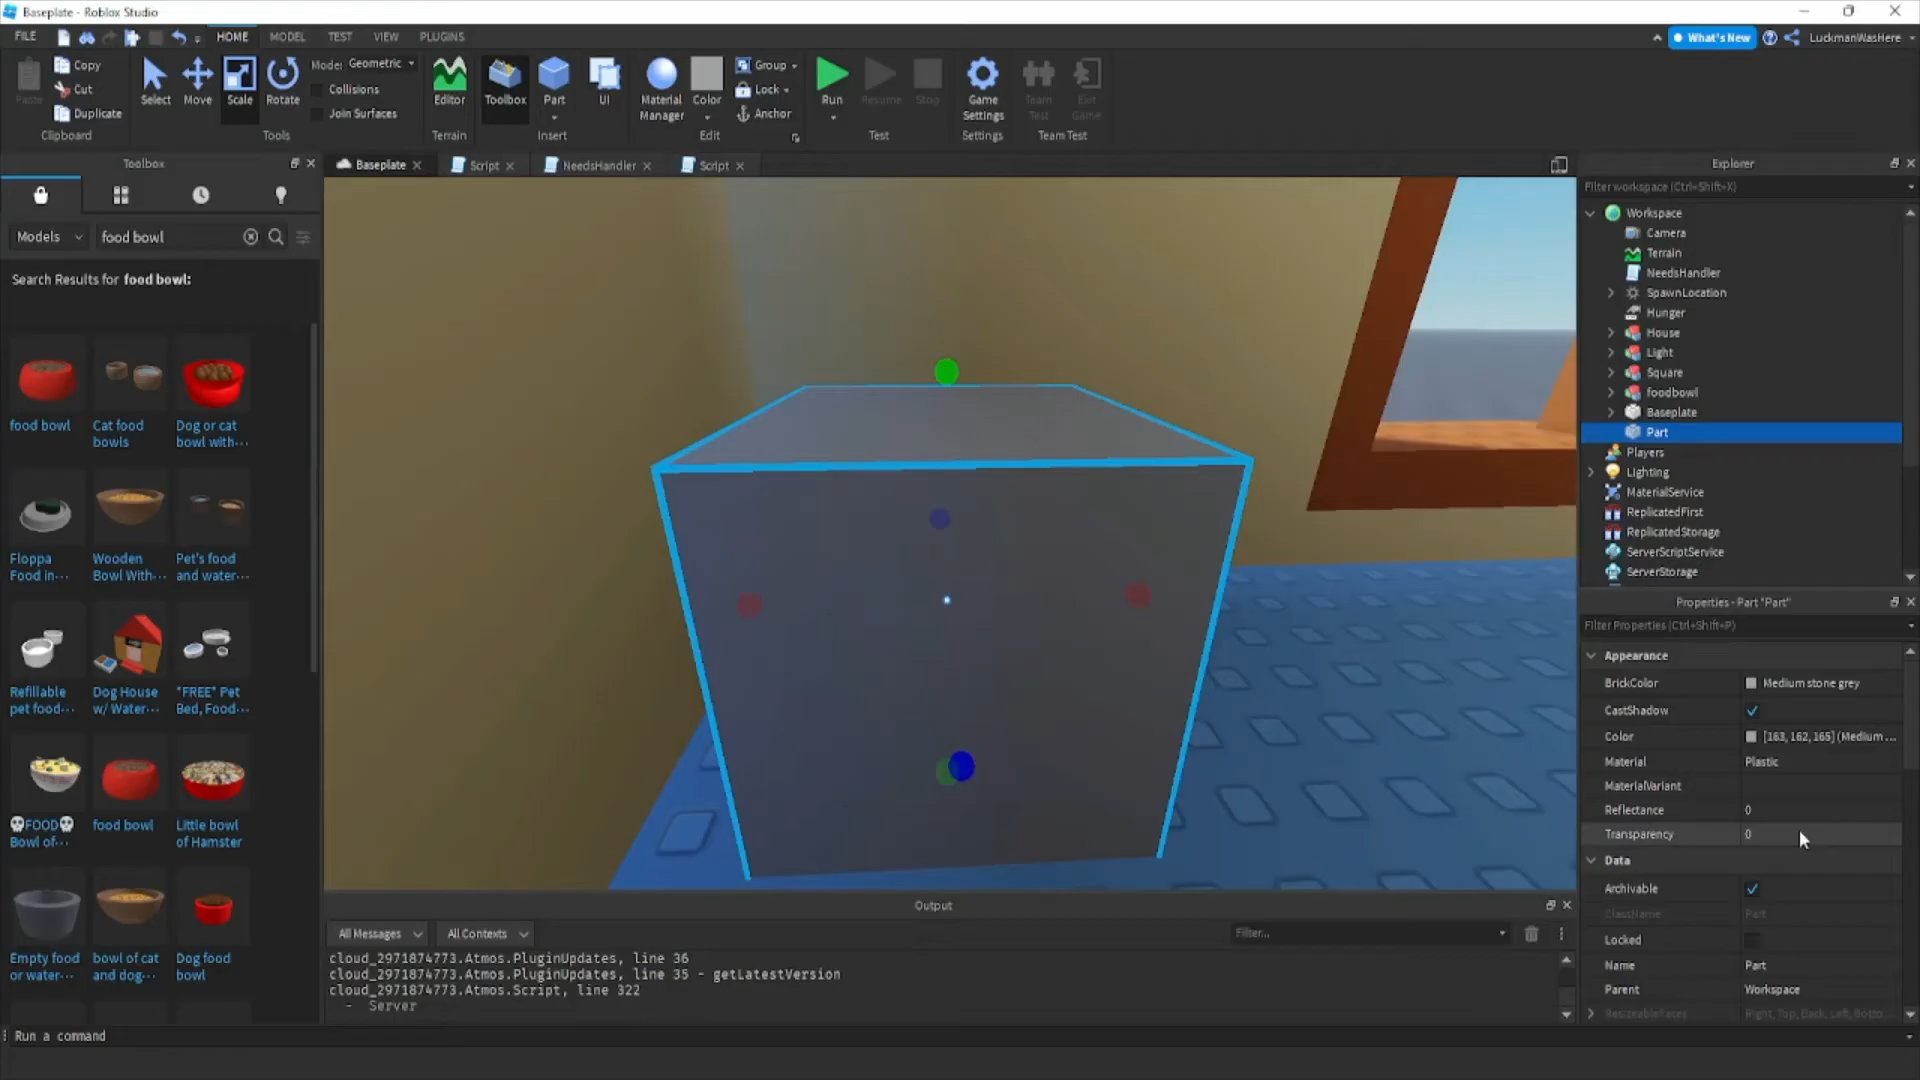 Baseplate - Roblox Studio
FILE
HOME
MODEL
TEST
VIEW
PLUGINS
What's New
LuckmanWasHere
Paste
Copy
Cut
Duplicate
Clipboard
Select
Move
Scale
Rotate
Mode: Geometric
Collisions
Join Surfaces
Tools
Editor
Terrain
Toolbox
Part
UI
Insert
Material Manager
Color
Group
Lock
Anchor
Edit
Run
Resume
Stop
Test
Game Settings
Settings
Team Test
Exit Game
Team Test
Toolbox
Baseplate
Script
NeedsHandler
Script
Explorer
Models
food bowl
Search Results for food bowl:
food bowl
Cat food bowls
Dog or cat bowl with...
Floppa Food in...
Wooden Bowl With...
Pet's food and water...
Refillable pet food...
Dog House w/ Water...
*FREE* Pet Bed, Food...
💀FOOD💀 Bowl of...
food bowl
Little bowl of Hamster
Empty food or water...
bowl of cat and dog...
Dog food bowl
Filter workspace (Ctrl+Shift+X)
Workspace
Camera
Terrain
NeedsHandler
SpawnLocation
Hunger
House
Light
Square
foodbowl
Baseplate
Part
Players
Lighting
MaterialService
ReplicatedFirst
ReplicatedStorage
ServerScriptService
ServerStorage
Properties - Part "Part"
Filter Properties (Ctrl+Shift+P)
Appearance
BrickColor Medium stone grey
CastShadow
Color [163, 162, 165] (Medium ...
Material Plastic
MaterialVariant
Reflectance 0
Transparency 0
Data
Archivable
ClassName Part
Locked
Name Part
Parent Workspace
ResizeableFaces Right, Top, Back, Left, Botto...
Output
All Messages
All Contexts
Filter...
cloud_2971874773.Atmos.PluginUpdates, line 36
cloud_2971874773.Atmos.PluginUpdates, line 35 - getLatestVersion
cloud_2971874773.Atmos.Script, line 322
- Server
Run a command